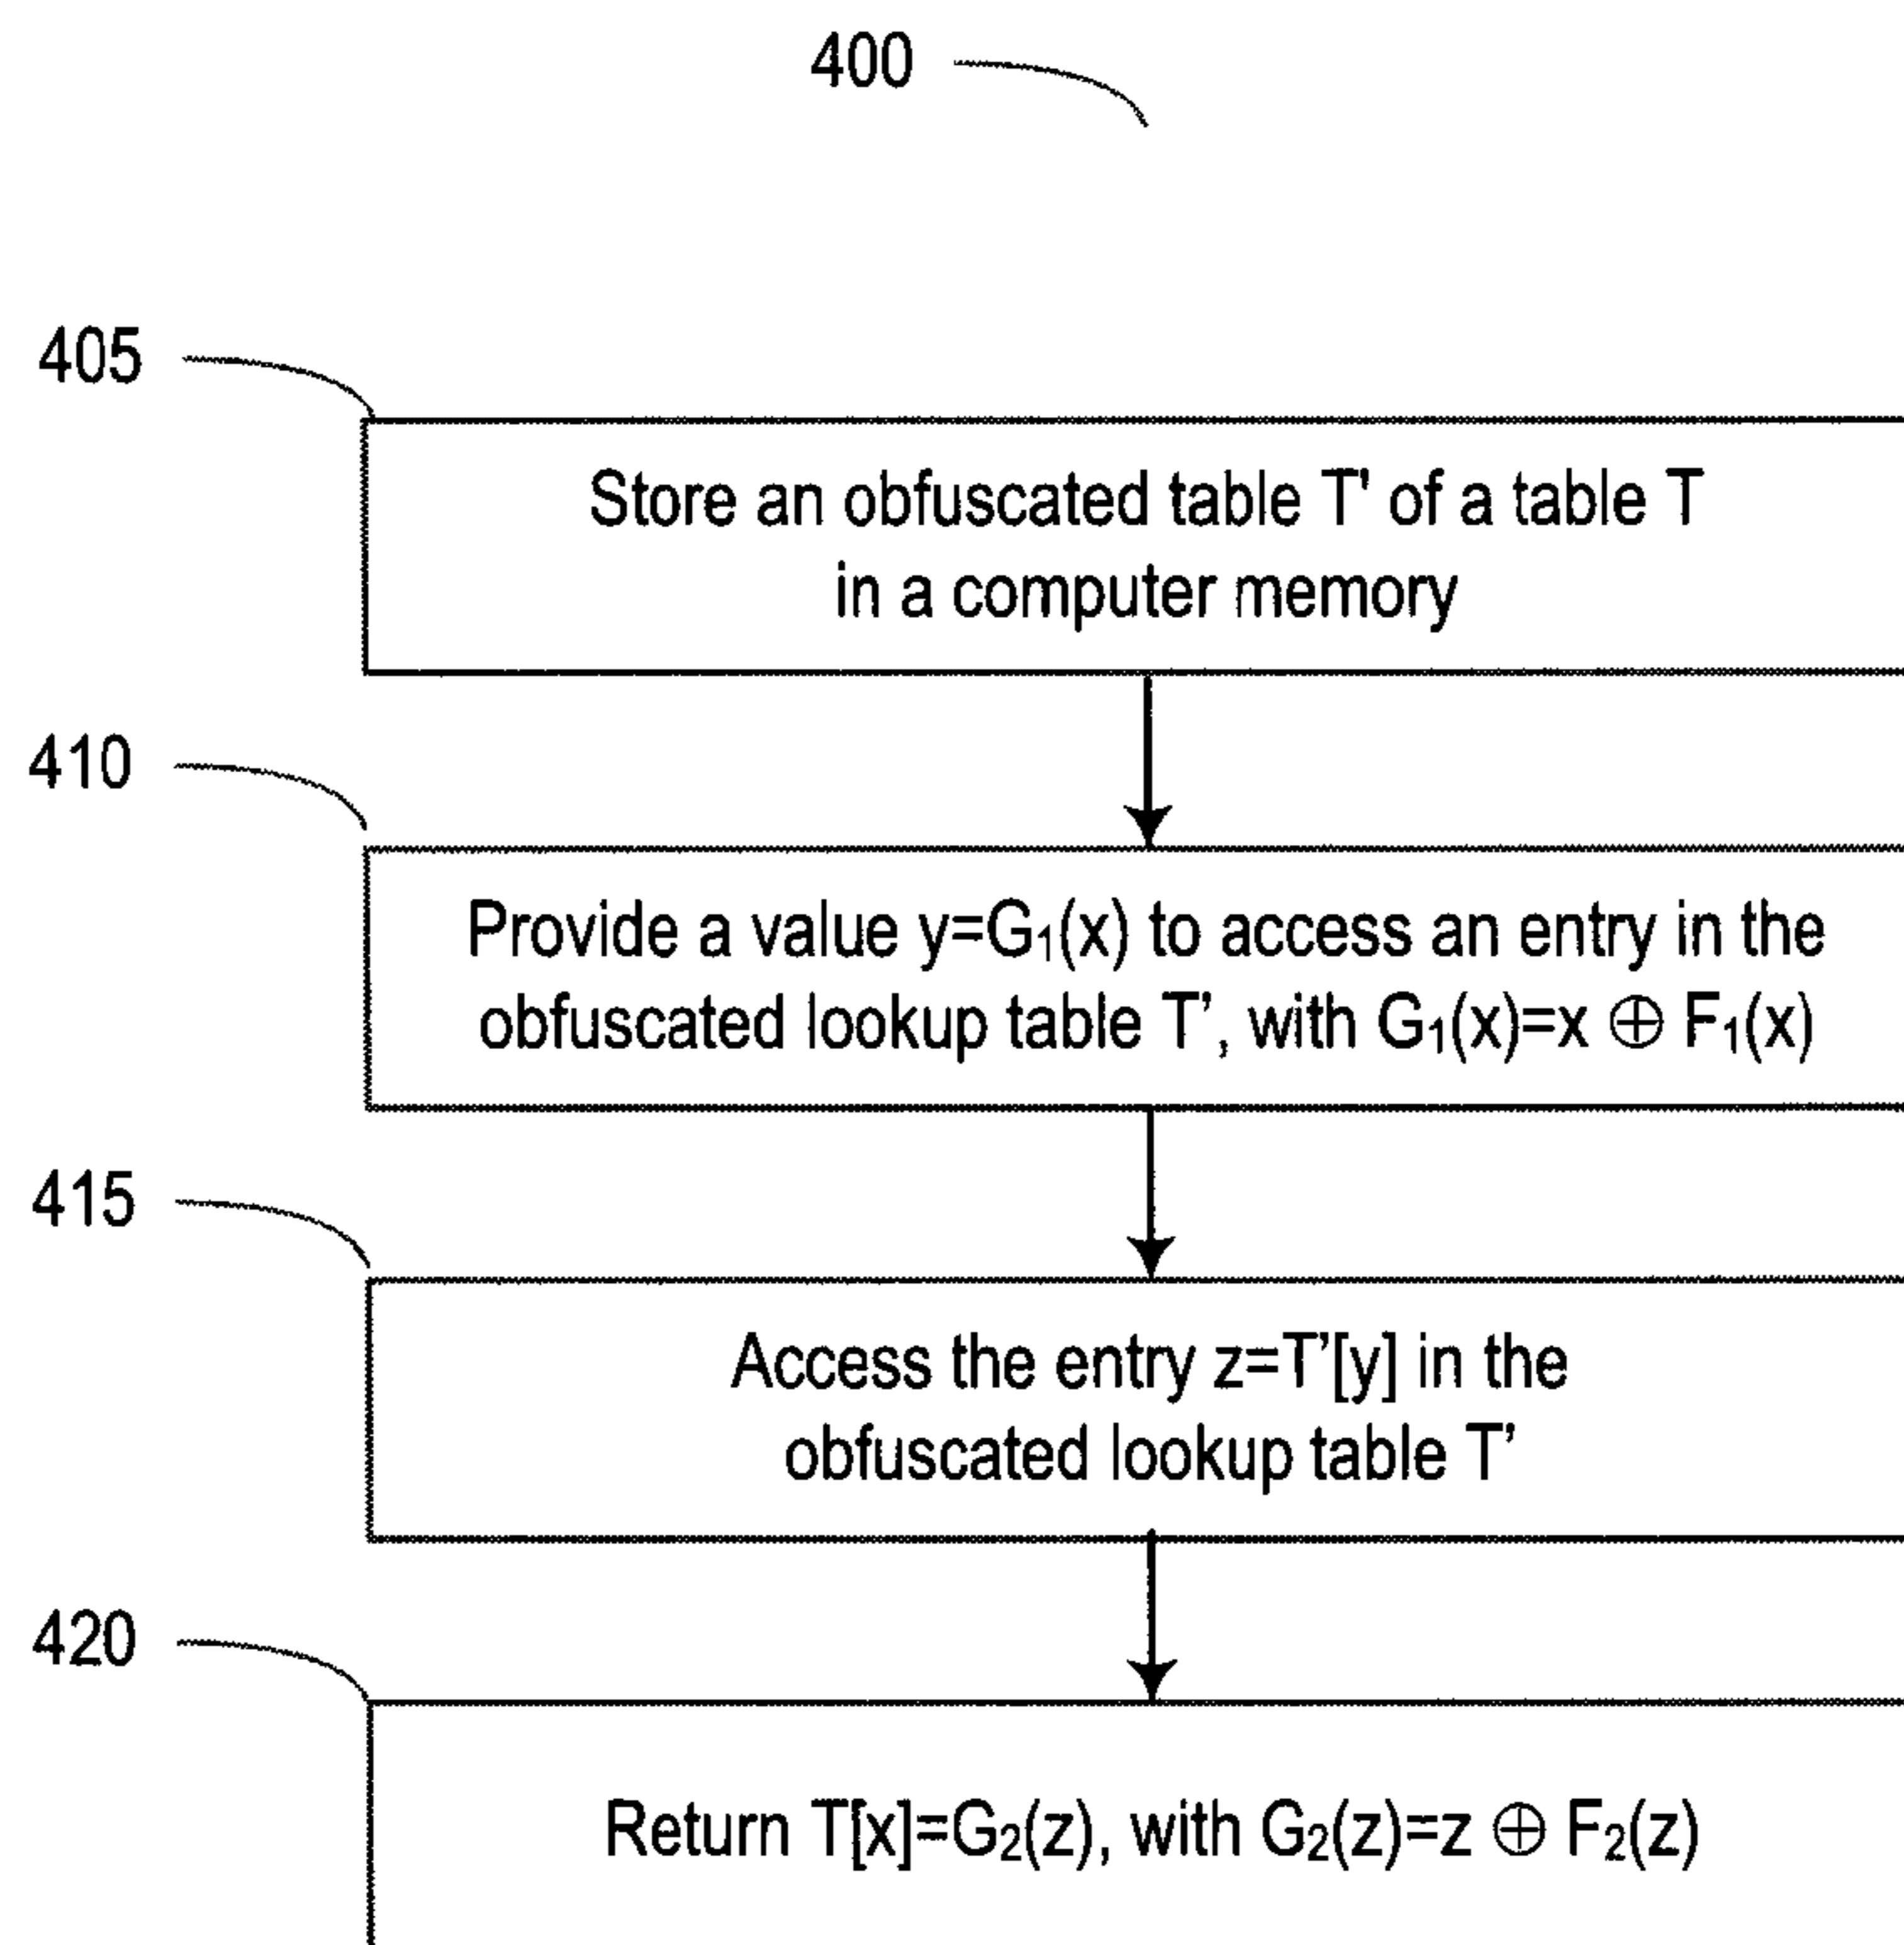 400
405
Store an obfuscated table T' of a table T
in a computer memory
410
Provide a value y=G₁(x) to access an entry in the
obfuscated lookup table T’, with G₁(x)=x ⊕ F₁(x)
415
Access the entry z=T’[y] in the
obfuscated lookup table T’
420
Return T[x]=G₂(z), with G₂(z)=z ⊕ F₂(z)